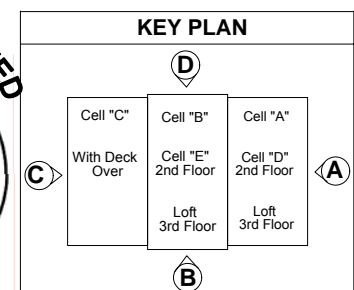 KEY PLAN
D
Cell "C"
With Deck
Over
Cell "B"
Cell "E"
2nd Floor
Loft
3rd Floor
Cell "A"
Cell "D"
2nd Floor
Loft
3rd Floor
C
A
B